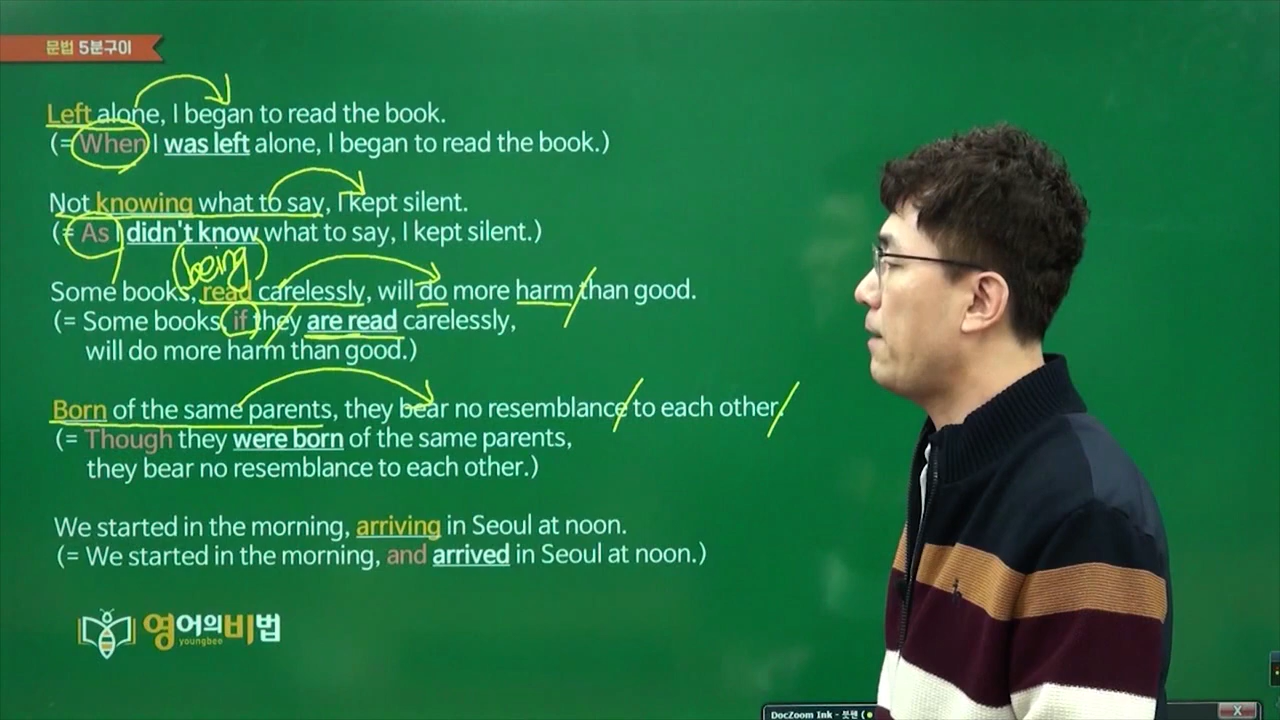 문법 5분구이
Left alone, I began to read the book.
(= When I was left alone, I began to read the book.)
Not knowing what to say, I kept silent.
(= As I didn't know what to say, I kept silent.)
(being)
Some books, read carelessly, will do more harm than good.
(= Some books if they are read carelessly,
will do more harm than good.)
Born of the same parents, they bear no resemblance to each other.
(= Though they were born of the same parents,
they bear no resemblance to each other.)
We started in the morning, arriving in Seoul at noon.
(= We started in the morning, and arrived in Seoul at noon.)
영어의비법
youngbee
DocZoom Ink - 붓펜 (
X